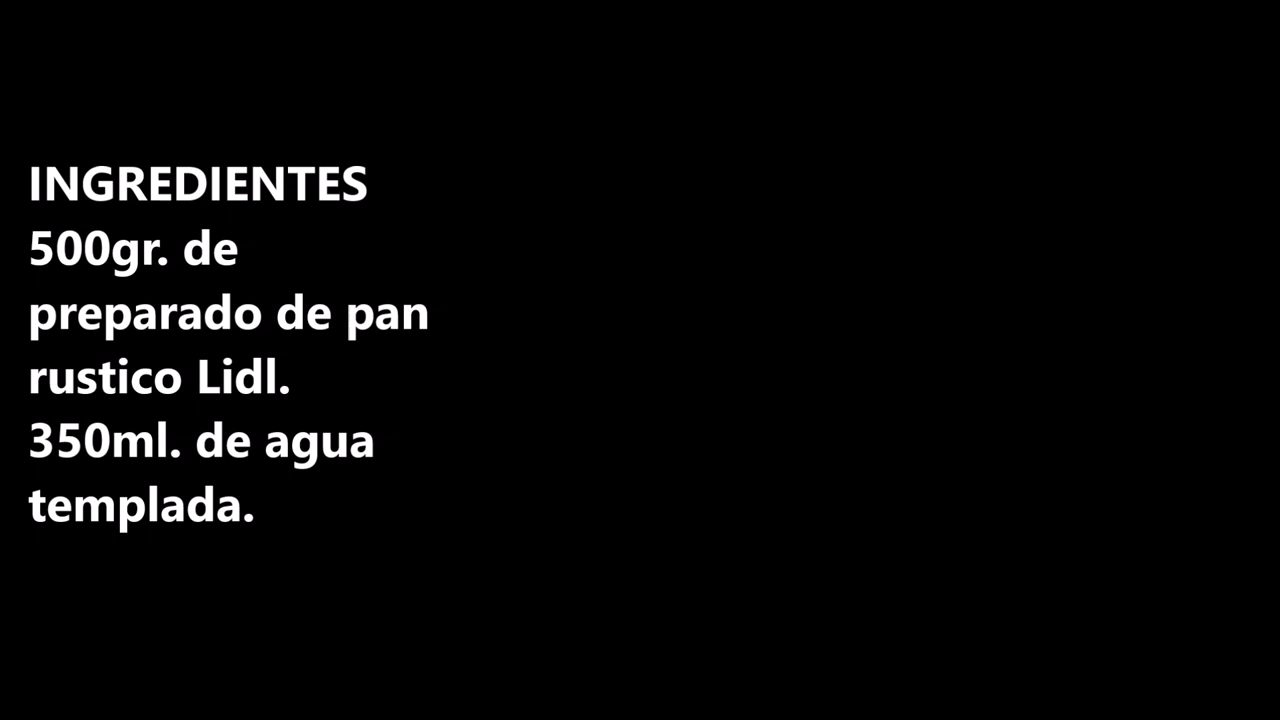 INGREDIENTES
500gr. de
preparado de pan
rustico Lidl.
350ml. de agua
templada.